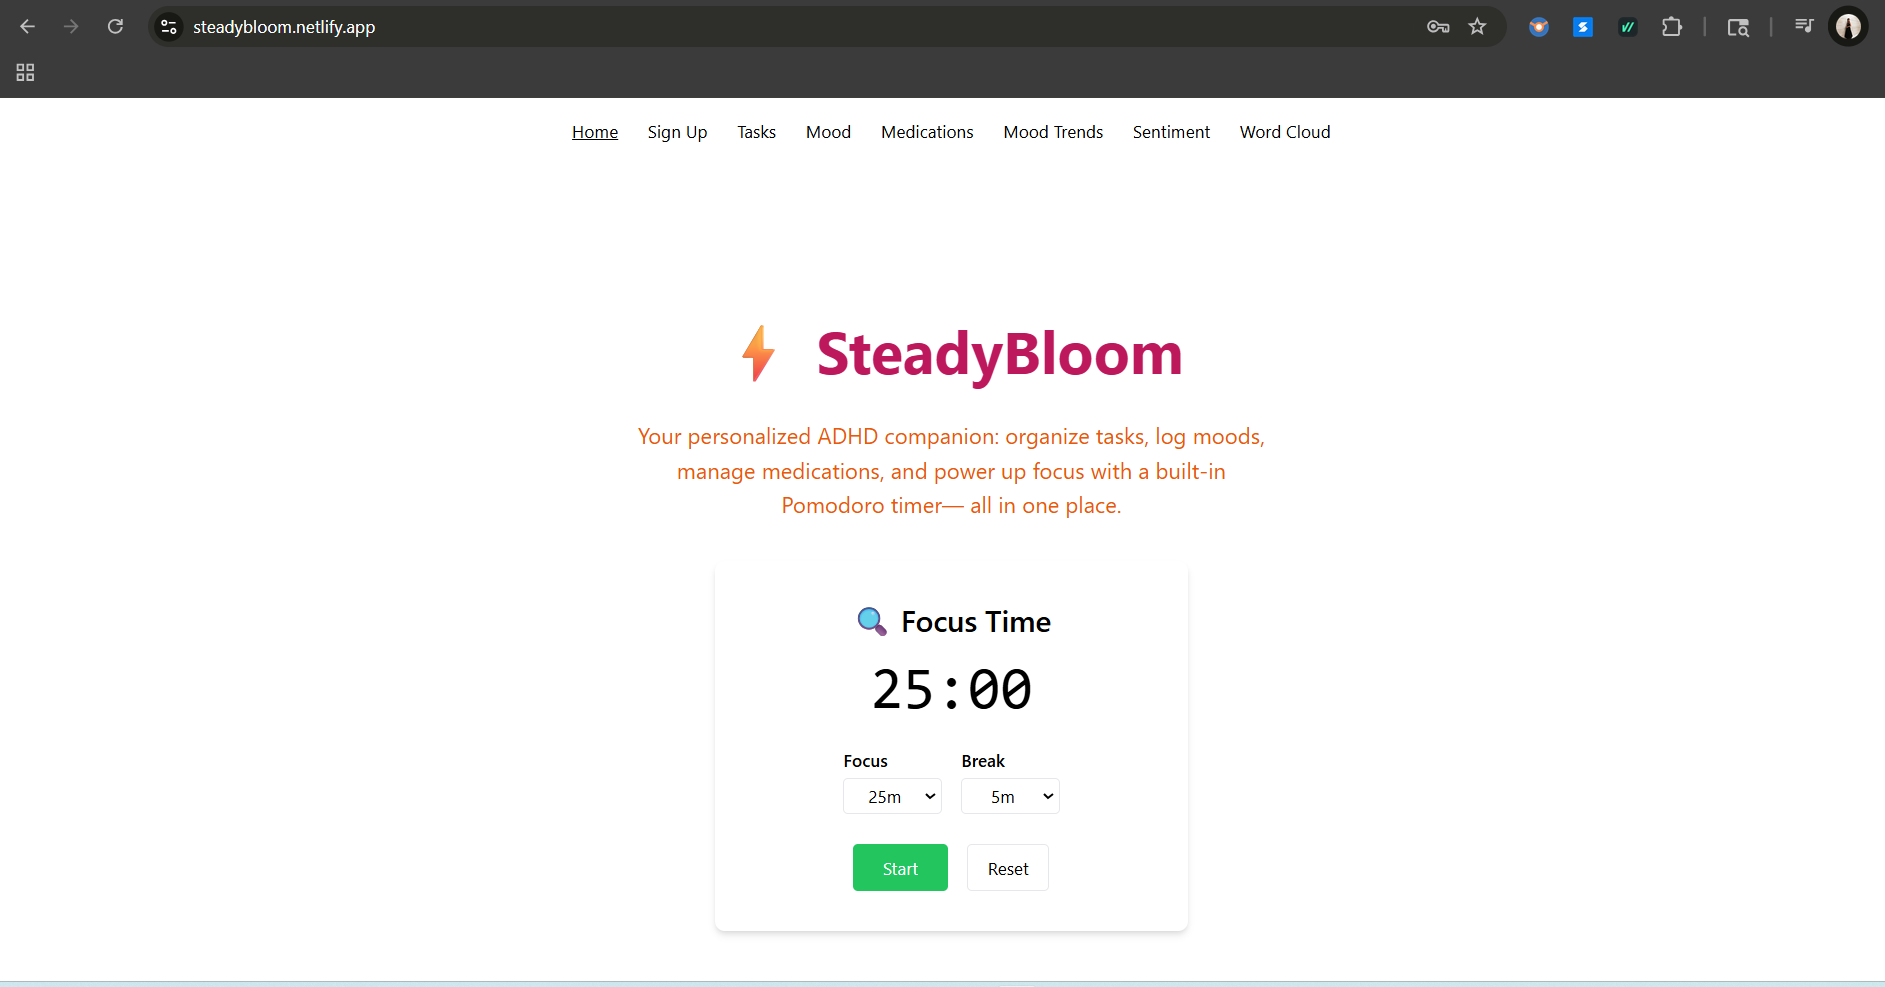 steadybloom.netlify.app
Home Sign Up Tasks Mood Medications Mood Trends Sentiment Word Cloud
⚡ SteadyBloom
Your personalized ADHD companion: organize tasks, log moods,
manage medications, and power up focus with a built-in
Pomodoro timer— all in one place.
🔍 Focus Time
25:00
Focus Break
25m 5m
Start Reset